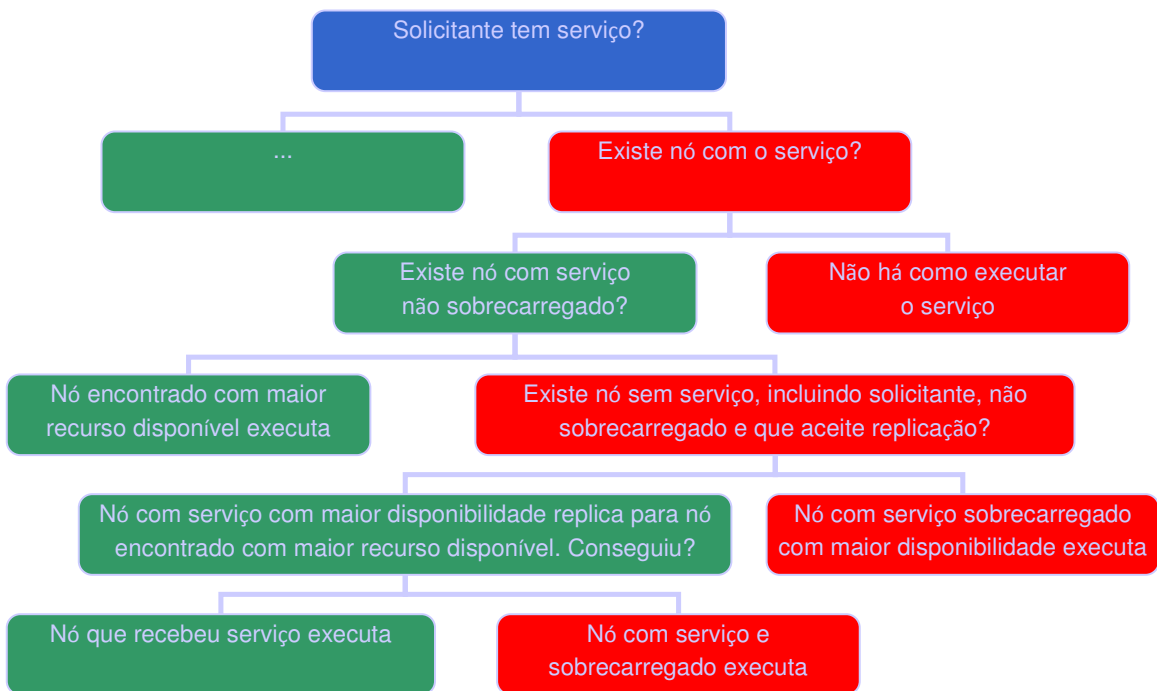 Solicitante tem serviço?
...
Existe nó com o serviço?
Existe nó com serviço
não sobrecarregado?
Não há como executar
o serviço
Nó encontrado com maior
recurso disponível executa
Existe nó sem serviço, incluindo solicitante, não
sobrecarregado e que aceite replicação?
Nó com serviço com maior disponibilidade replica para nó
encontrado com maior recurso disponível. Conseguiu?
Nó com serviço sobrecarregado
com maior disponibilidade executa
Nó que recebeu serviço executa
Nó com serviço e
sobrecarregado executa